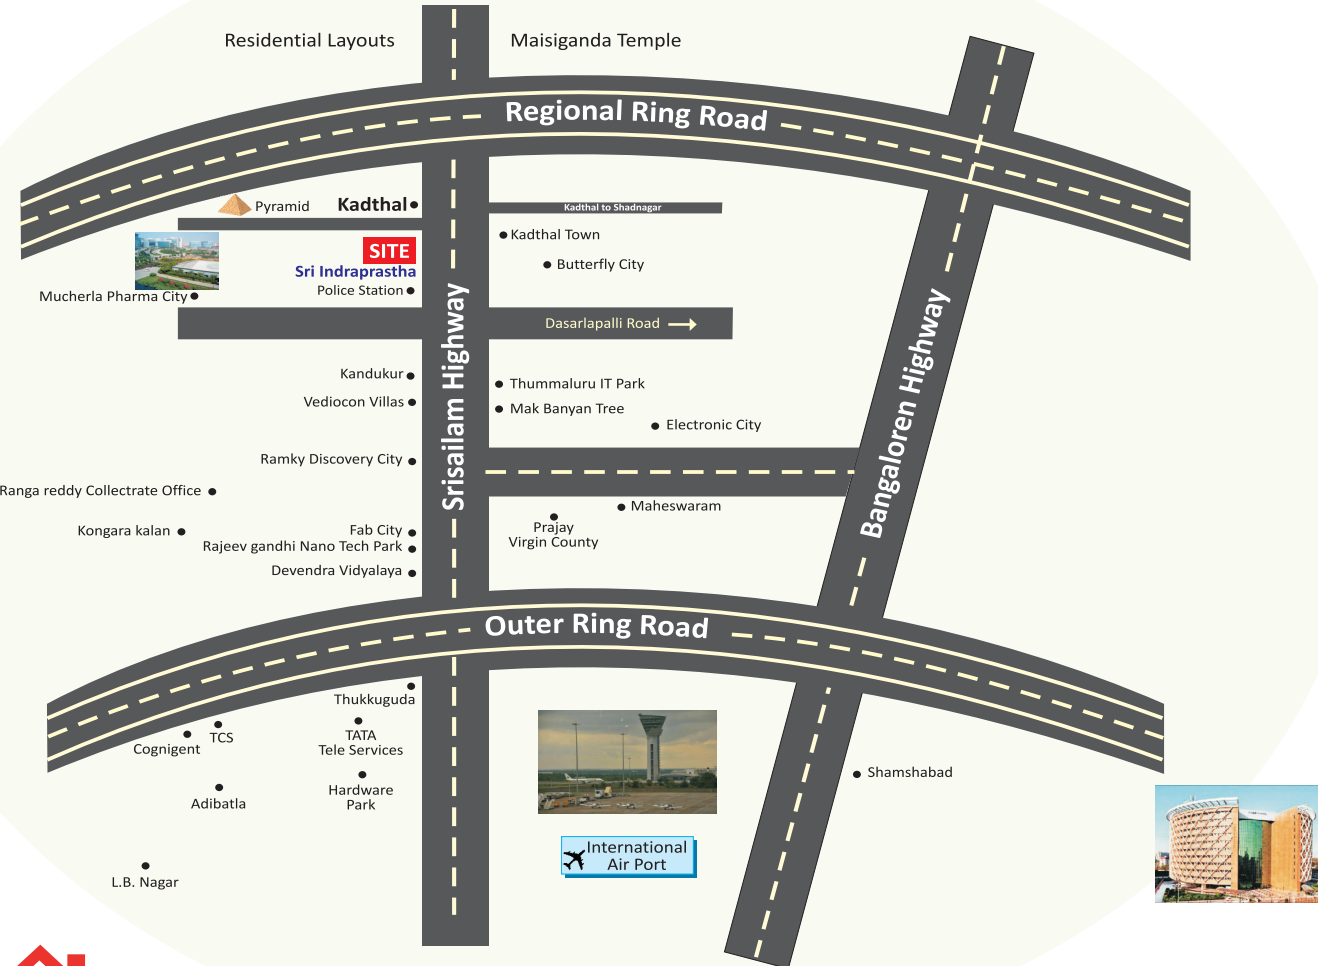 Residential Layouts
Maisiganda Temple
Regional Ring Road
Pyramid
Kadthal
Kadthal to Shadnagar
Kadthal Town
SITE
Sri Indraprastha
Butterfly City
Police Station
Mucherla Pharma City
Dasarlapalli Road
Srisailam Highway
Bangaloren Highway
Kandukur
Thummaluru IT Park
Vediocon Villas
Mak Banyan Tree
Electronic City
Ramky Discovery City
Ranga reddy Collectrate Office
Maheswaram
Kongara kalan
Fab City
Prajay
Virgin County
Rajeev gandhi Nano Tech Park
Devendra Vidyalaya
Outer Ring Road
Thukkuguda
TCS
Cognigent
TATA
Tele Services
Shamshabad
Adibatla
Hardware
Park
International
Air Port
L.B. Nagar